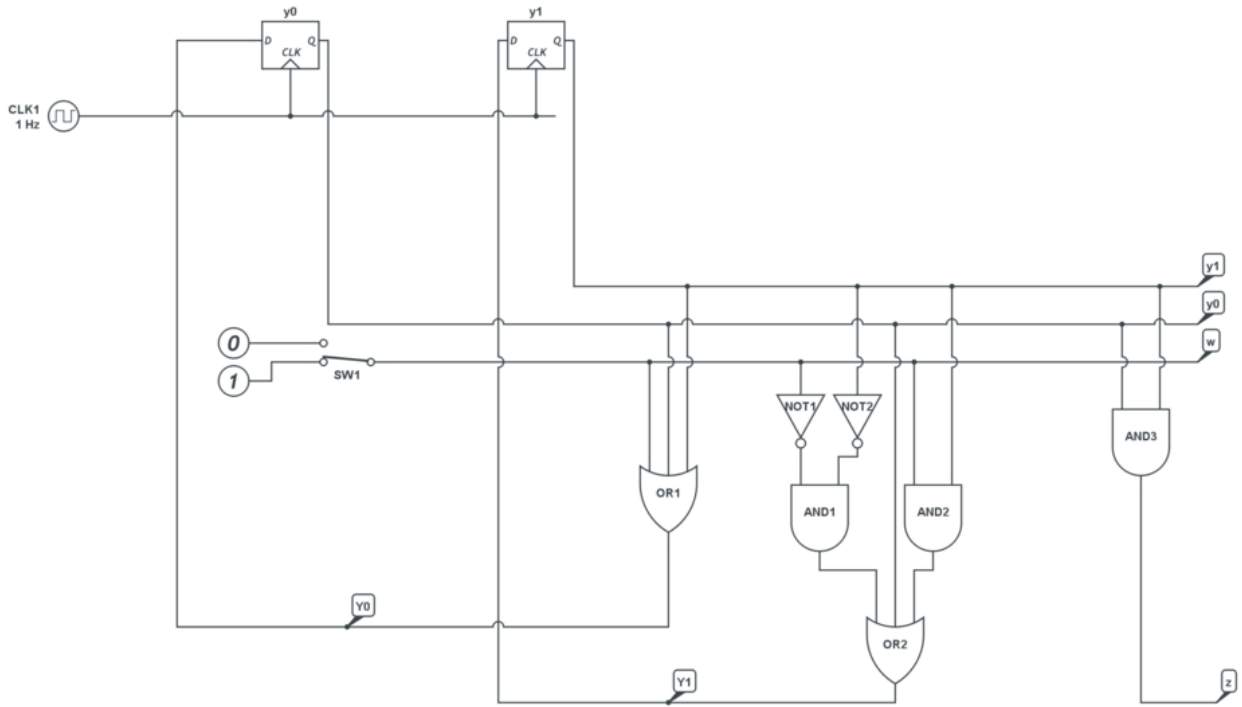 y0
y1
D
Q
CLK
D
Q
CLK
CLK1
1 Hz
y1
y0
w
0
1
SW1
NOT1
NOT2
AND3
OR1
AND1
AND2
Y0
OR2
Y1
z